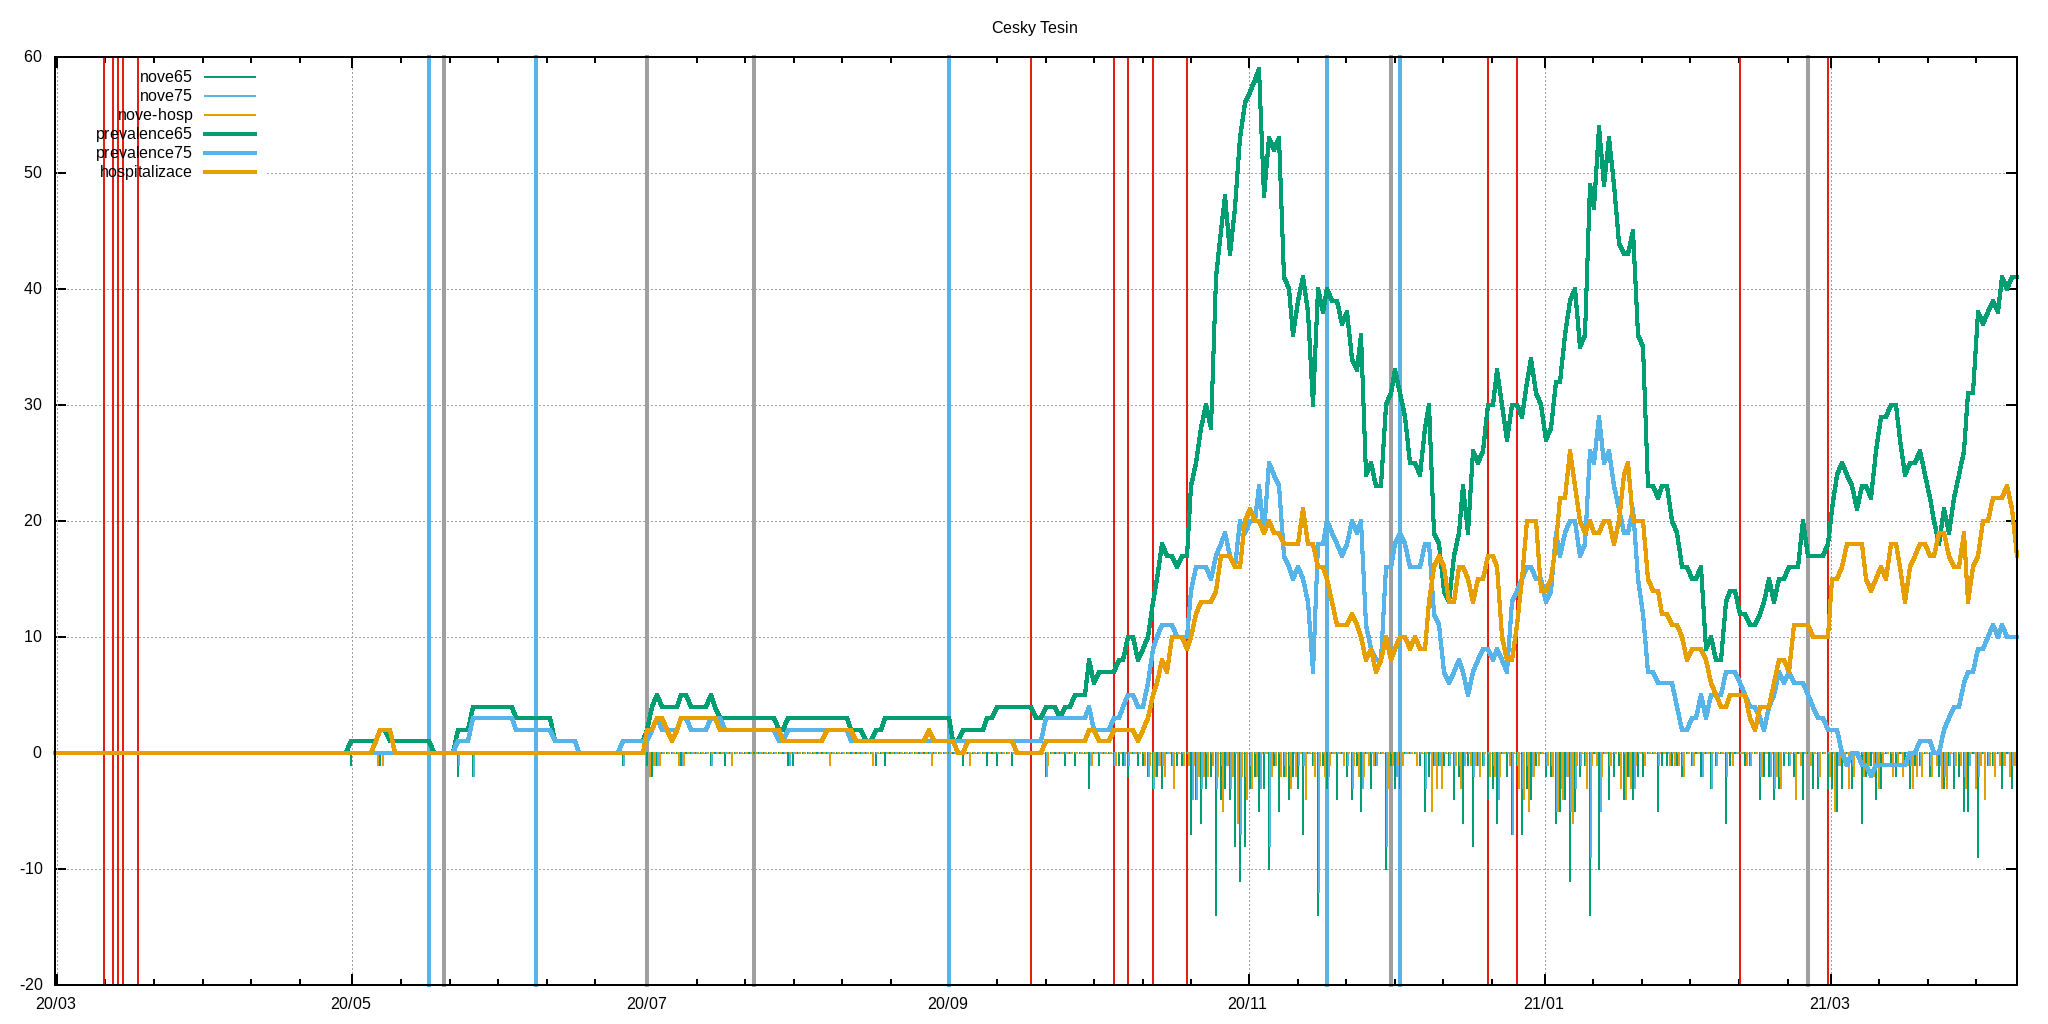 Cesky Tesin
60
50
40
30
20
10
0
-10
-20
nove65
nove75
nove-hosp
prevalence65
prevalence75
hospitalizace
20/03 20/05 20/07 20/09 20/11 21/01 21/03